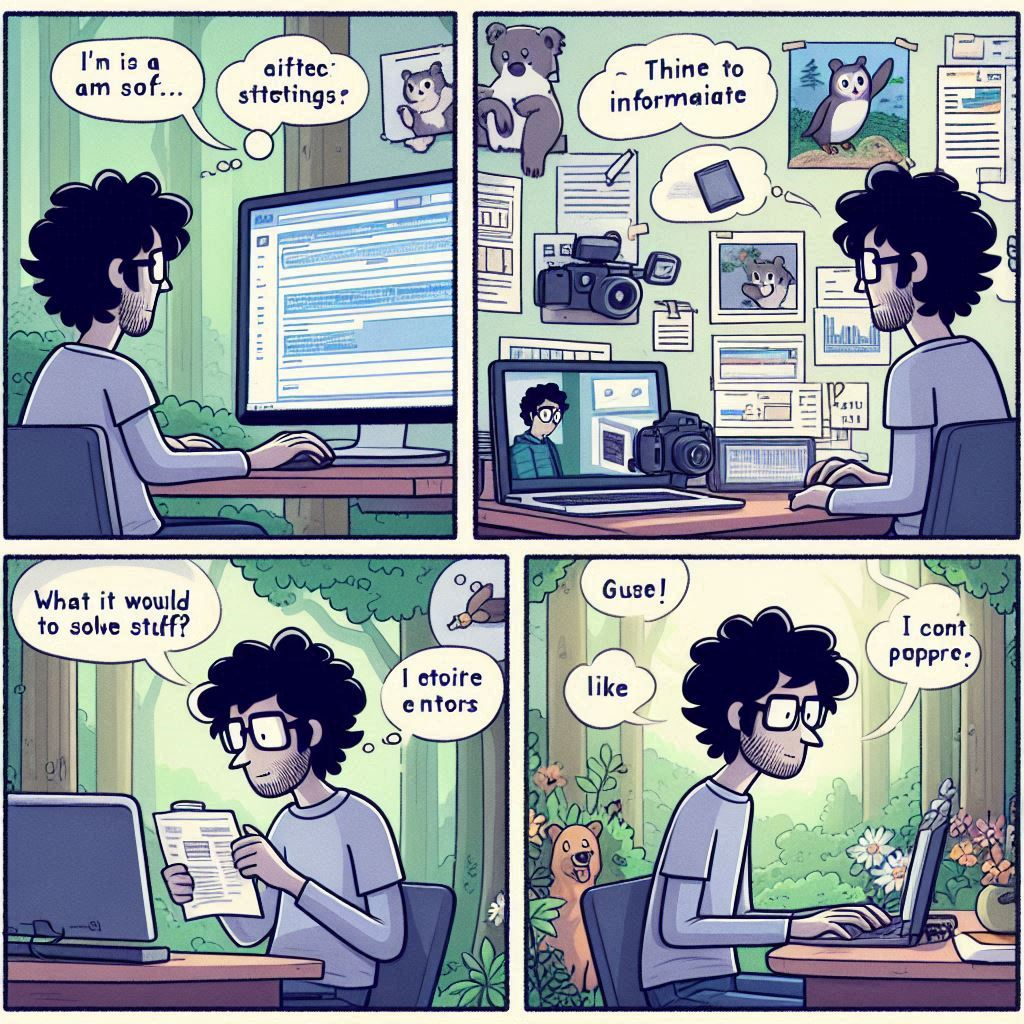 I'm is a
am sof...
aiftec:
sttetings?
Thine to
informaiate
What it would
to solve stuff?
I etoire
entors
Guse!
like
I cont
poppre: